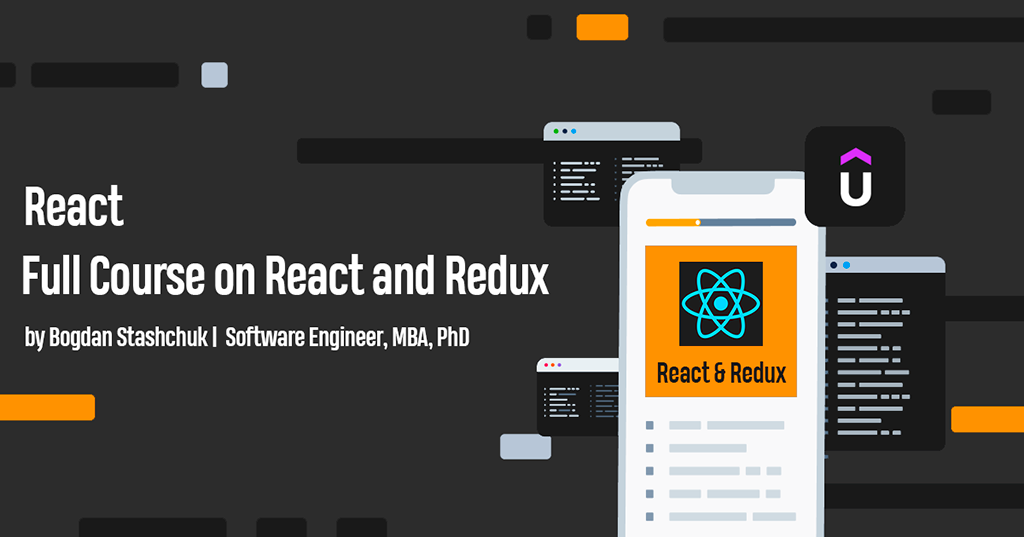 React
Full Course on React and Redux
by Bogdan Stashchuk | Software Engineer, MBA, PhD
React & Redux